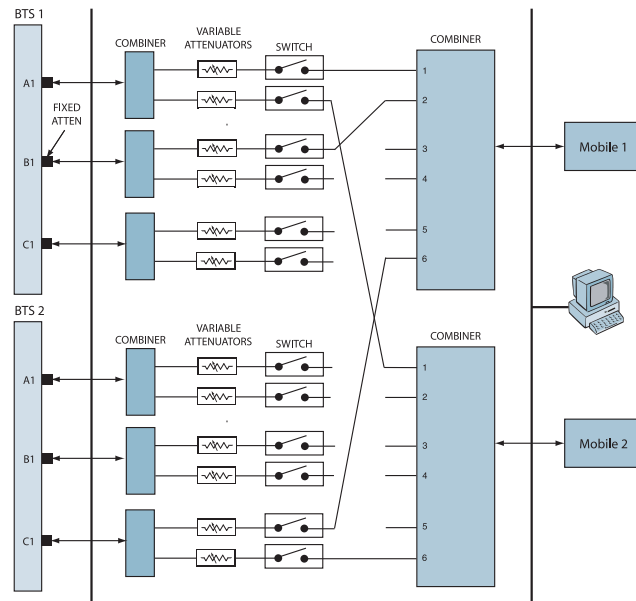 BTS 1
COMBINER
VARIABLE
ATTENUATORS
SWITCH
COMBINER
A1
FIXED
ATTEN
B1
C1
1
2
3
4
5
6
Mobile 1
BTS 2
COMBINER
VARIABLE
ATTENUATORS
SWITCH
COMBINER
A1
B1
C1
1
2
3
4
5
6
Mobile 2